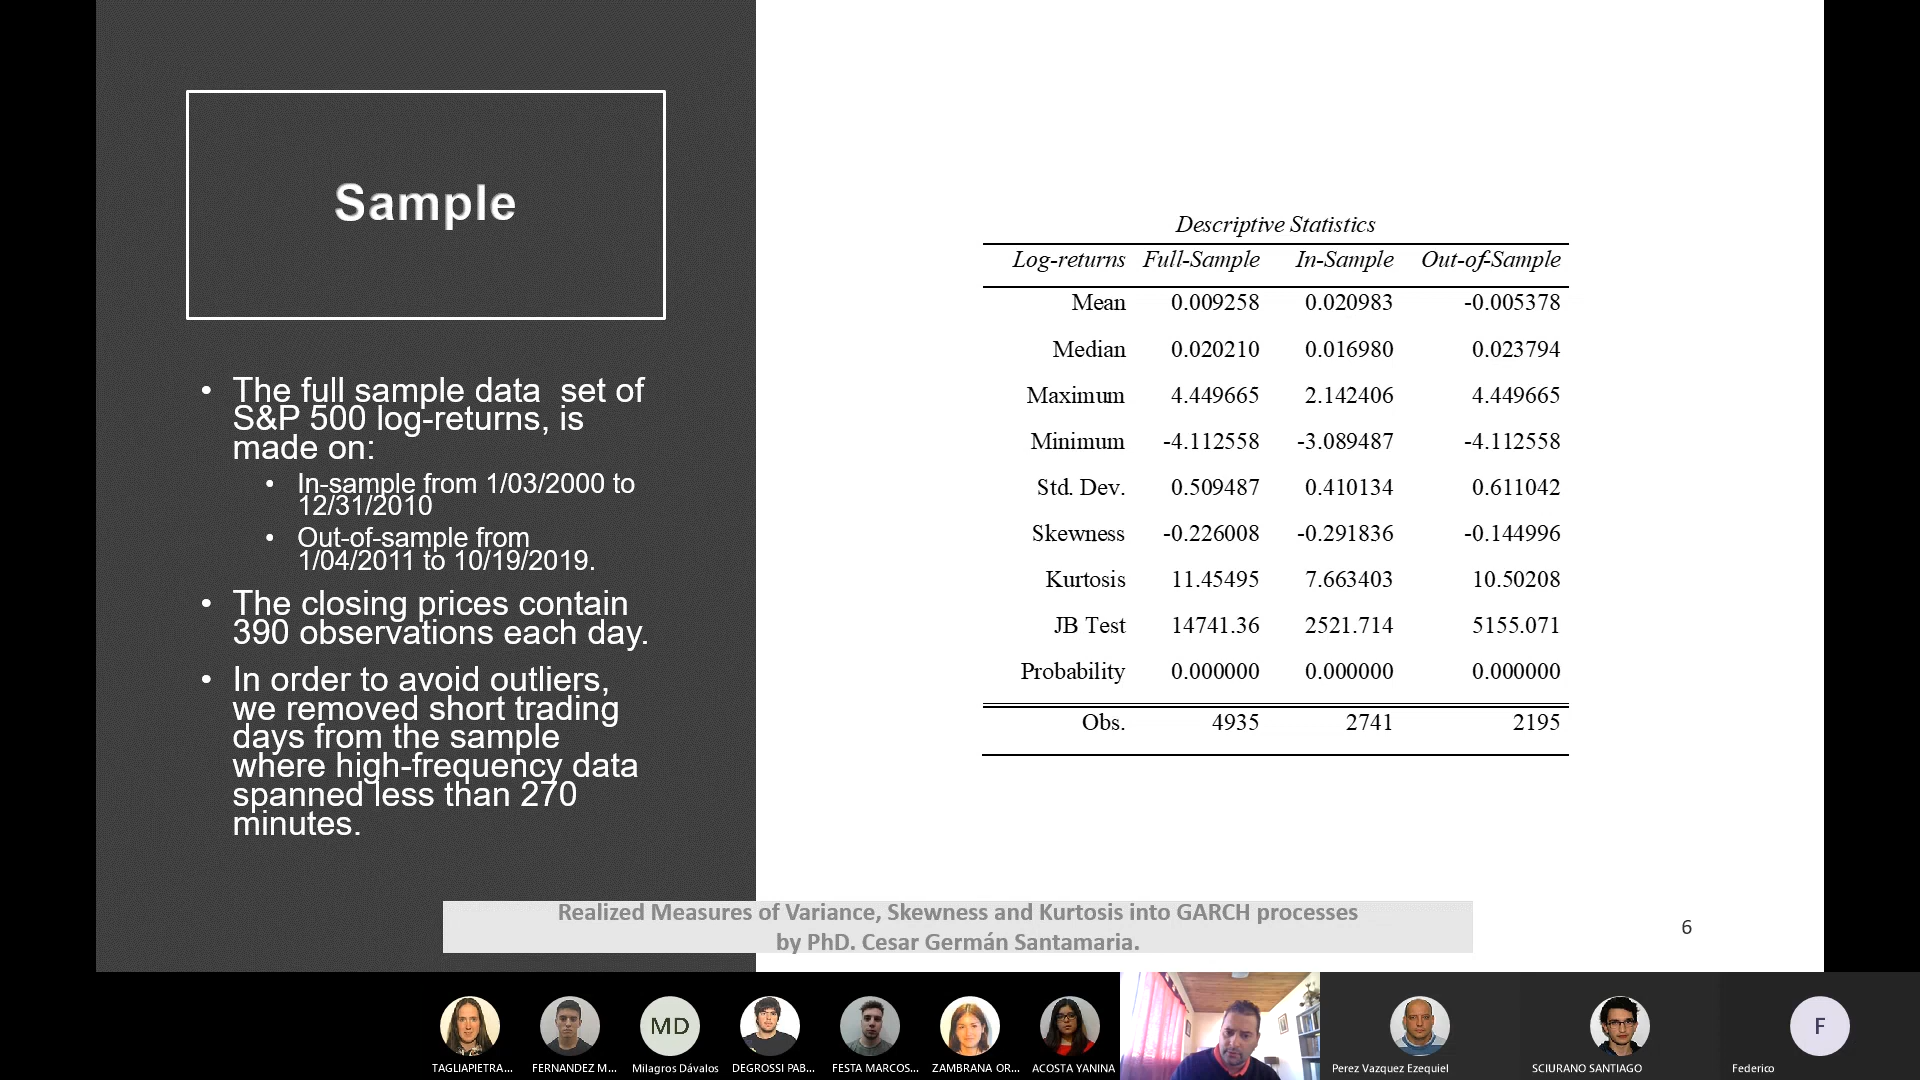 Sample
• The full sample data set of
S&P 500 log-returns, is
made on:
• In-sample from 1/03/2000 to
12/31/2010
• Out-of-sample from
1/04/2011 to 10/19/2019.
• The closing prices contain
390 observations each day.
• In order to avoid outliers,
we removed short trading
days from the sample
where high-frequency data
spanned less than 270
minutes.
Descriptive Statistics
Log-returns Full-Sample In-Sample Out-of-Sample
Mean 0.009258 0.020983 -0.005378
Median 0.020210 0.016980 0.023794
Maximum 4.449665 2.142406 4.449665
Minimum -4.112558 -3.089487 -4.112558
Std. Dev. 0.509487 0.410134 0.611042
Skewness -0.226008 -0.291836 -0.144996
Kurtosis 11.45495 7.663403 10.50208
JB Test 14741.36 2521.714 5155.071
Probability 0.000000 0.000000 0.000000
Obs. 4935 2741 2195
Realized Measures of Variance, Skewness and Kurtosis into GARCH processes
by PhD. Cesar Germán Santamaria.
6
MD
F
TAGLIAPIETRA... FERNANDEZ M... Milagros Dávalos DEGROSSI PAB... FESTA MARCOS... ZAMBRANA OR... ACOSTA YANINA Perez Vazquez Ezequiel SCIURANO SANTIAGO Federico